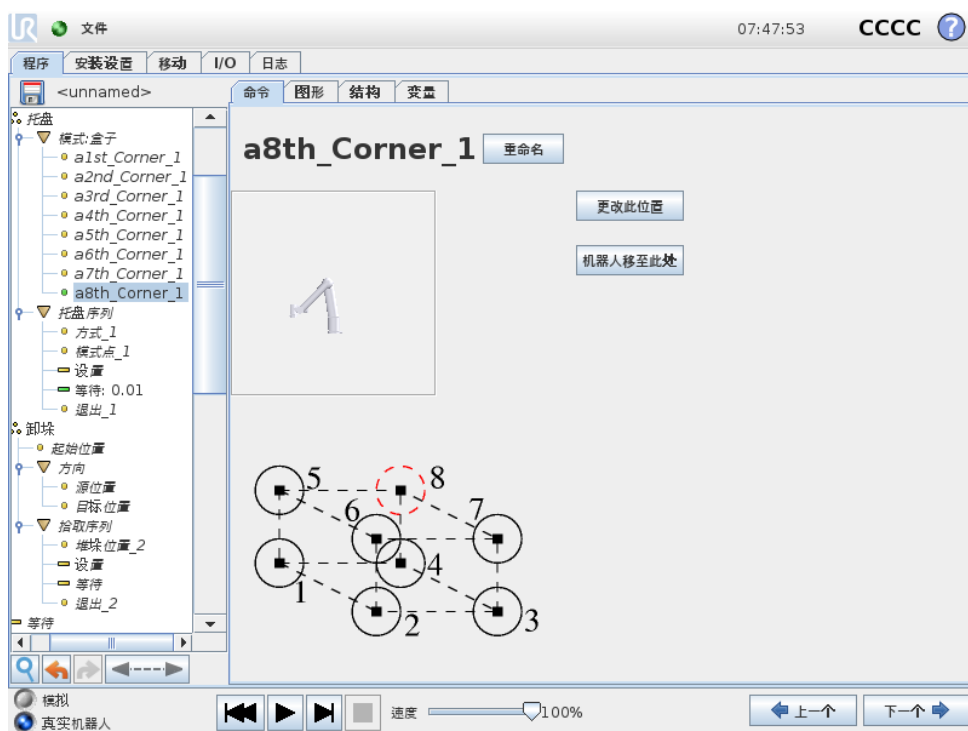 UR 文件 07:47:53 CCCC ?
程序 安装设置 移动 I/O 日志
<unnamed> 命令 图形 结构 变量
托盘
模式:盒子
a1st_Corner_1
a2nd_Corner_1
a3rd_Corner_1
a4th_Corner_1
a5th_Corner_1
a6th_Corner_1
a7th_Corner_1
a8th_Corner_1
托盘序列
方式_1
模式点_1
设置
等待: 0.01
退出_1
卸垛
起始位置
方向
源位置
目标位置
拾取序列
堆垛位置_2
设置
等待
退出_2
等待
a8th_Corner_1 重命名
更改此位置
机器人移至此处
5 8
6 7
1 4
2 3
模拟
真实机器人
速度 100%
上一个 下一个